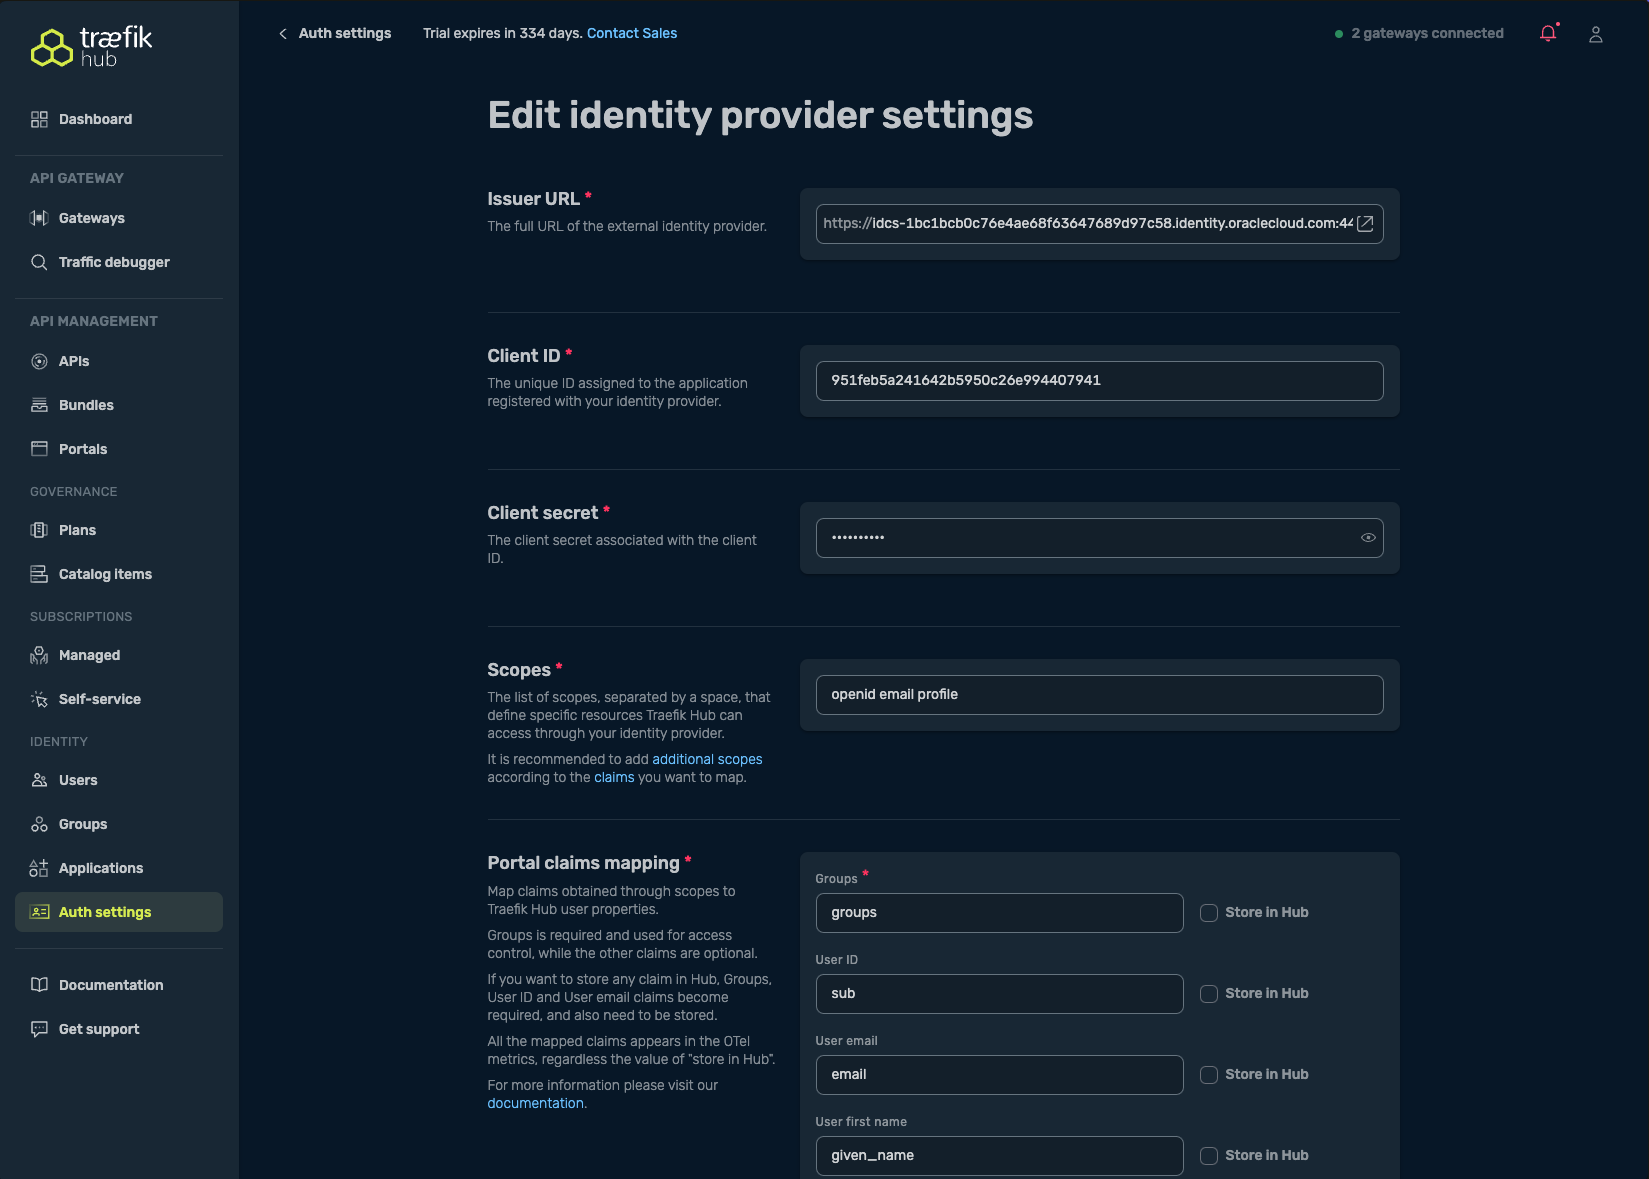 træfik
hub
Auth settings
Trial expires in 334 days. Contact Sales
2 gateways connected
Dashboard
API GATEWAY
Gateways
Traffic debugger
API MANAGEMENT
APIs
Bundles
Portals
GOVERNANCE
Plans
Catalog items
SUBSCRIPTIONS
Managed
Self-service
IDENTITY
Users
Groups
Applications
Auth settings
Documentation
Get support
Edit identity provider settings
Issuer URL *
The full URL of the external identity provider.
https://idcs-1bc1bcb0c76e4ae68f63647689d97c58.identity.oraclecloud.com:44
Client ID *
The unique ID assigned to the application
registered with your identity provider.
951feb5a241642b5950c26e994407941
Client secret *
The client secret associated with the client
ID.
••••••••••
Scopes *
The list of scopes, separated by a space, that
define specific resources Traefik Hub can
access through your identity provider.
It is recommended to add additional scopes
according to the claims you want to map.
openid email profile
Portal claims mapping *
Map claims obtained through scopes to
Traefik Hub user properties.
Groups is required and used for access
control, while the other claims are optional.
If you want to store any claim in Hub, Groups,
User ID and User email claims become
required, and also need to be stored.
All the mapped claims appears in the OTel
metrics, regardless the value of "store in Hub".
For more information please visit our
documentation.
Groups *
groups
Store in Hub
User ID
sub
Store in Hub
User email
email
Store in Hub
User first name
given_name
Store in Hub